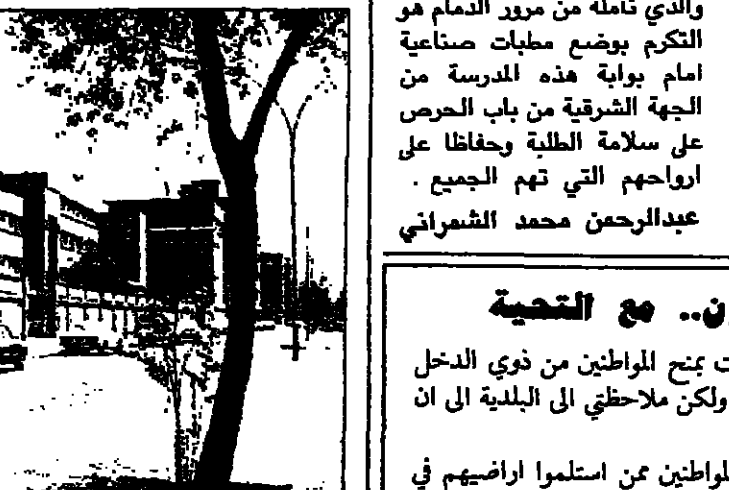 والذي نأمله من مرور الدمام هو
التكرم بوضع مطبات صناعية
امام بوابة هذه المدرسة من
الجهة الشرقية من باب الحرص
على سلامة الطلبة وحفاظا على
ارواحهم التي تهم الجميع .
عبدالرحمن محمد الشمراني
مع التحية
بمنح المواطنين من ذوي الدخل
ولكن ملاحظتي الى البلدية الى ان
لمواطنين ممن استلموا اراضيهم في